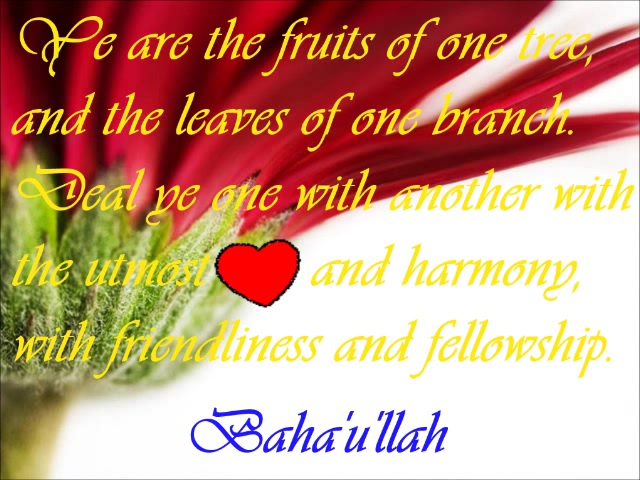 Ye are the fruits of one tree,
and the leaves of one branch.
Deal ye one with another with
the utmost ❤ and harmony,
with friendliness and fellowship.
Baha'u'llah